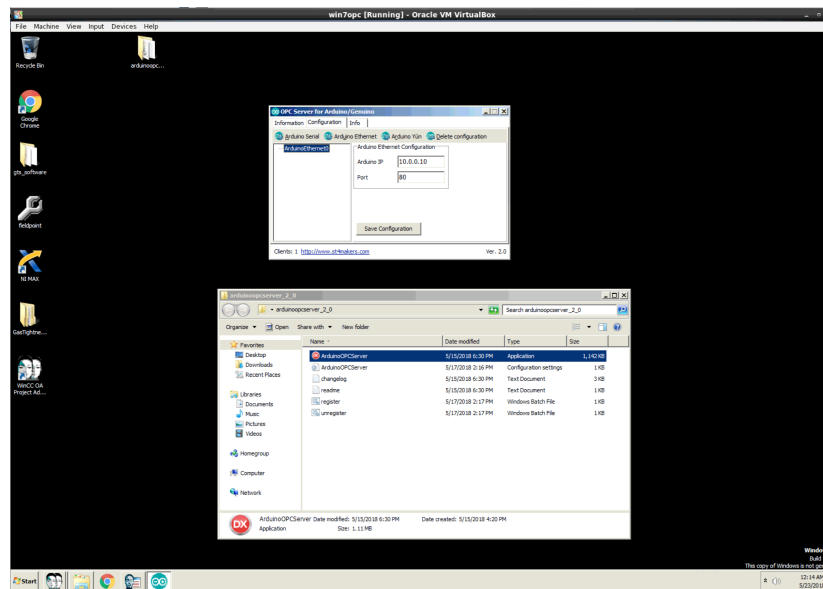 win7opc [Running] - Oracle VM VirtualBox
File Machine View Input Devices Help
Recycle Bin
arduinoopc...
Google Chrome
gts_software
fieldpoint
NI MAX
GasTightne...
WinCC OA Project Ad...
OPC Server for Arduino/Genuino
Information Configuration Info
Arduino Serial Arduino Ethernet Arduino Yún Delete configuration
ArduinoEthernet0
Arduino Ethernet Configuration
Arduino IP 10.0.0.10
Port 80
Save Configuration
Clients: 1 http://www.st4makers.com Ver. 2.0
arduinoopcserver_2_0
arduinoopcserver_2_0 Search arduinoopcserver_2_0
Organize Open Share with New folder
Favorites
Desktop
Downloads
Recent Places
Libraries
Documents
Music
Pictures
Videos
Homegroup
Computer
Network
Name Date modified Type Size
ArduinoOPCServer 5/15/2018 6:30 PM Application 1,142 KB
ArduinoOPCServer 5/17/2018 2:16 PM Configuration settings 1 KB
changelog 5/15/2018 6:30 PM Text Document 3 KB
readme 5/15/2018 6:30 PM Text Document 1 KB
register 5/17/2018 2:17 PM Windows Batch File 1 KB
unregister 5/17/2018 2:17 PM Windows Batch File 1 KB
DX
ArduinoOPCServer Date modified: 5/15/2018 6:30 PM Date created: 5/15/2018 4:20 PM
Application Size: 1.11 MB
Windo
Build
This copy of Windows is not gen
Start
12:14 AM
5/23/2018